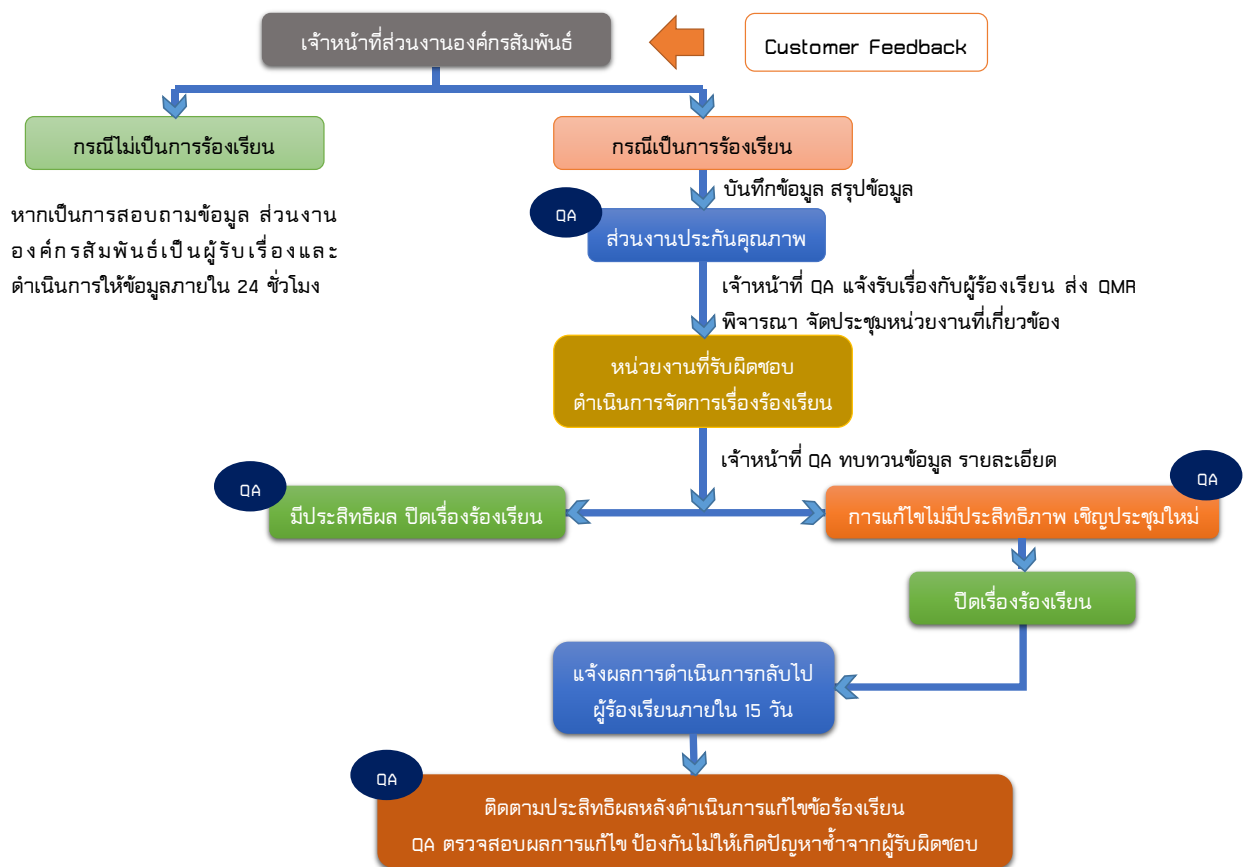 เจ้าหน้าที่ส่วนงานองค์กรสัมพันธ์
Customer Feedback
กรณีไม่เป็นการร้องเรียน
กรณีเป็นการร้องเรียน
หากเป็นการสอบถามข้อมูล ส่วนงาน
องค์กรสัมพันธ์เป็นผู้รับเรื่องและ
ดำเนินการให้ข้อมูลภายใน 24 ชั่วโมง
บันทึกข้อมูล สรุปข้อมูล
QA
ส่วนงานประกันคุณภาพ
เจ้าหน้าที่ QA แจ้งรับเรื่องกับผู้ร้องเรียน ส่ง QMR
พิจารณา จัดประชุมหน่วยงานที่เกี่ยวข้อง
หน่วยงานที่รับผิดชอบ
ดำเนินการจัดการเรื่องร้องเรียน
เจ้าหน้าที่ QA ทบทวนข้อมูล รายละเอียด
QA
มีประสิทธิผล ปิดเรื่องร้องเรียน
QA
การแก้ไขไม่มีประสิทธิภาพ เชิญประชุมใหม่
ปิดเรื่องร้องเรียน
แจ้งผลการดำเนินการกลับไป
ผู้ร้องเรียนภายใน 15 วัน
QA
ติดตามประสิทธิผลหลังดำเนินการแก้ไขข้อร้องเรียน
QA ตรวจสอบผลการแก้ไข ป้องกันไม่ให้เกิดปัญหาซ้ำจากผู้รับผิดชอบ